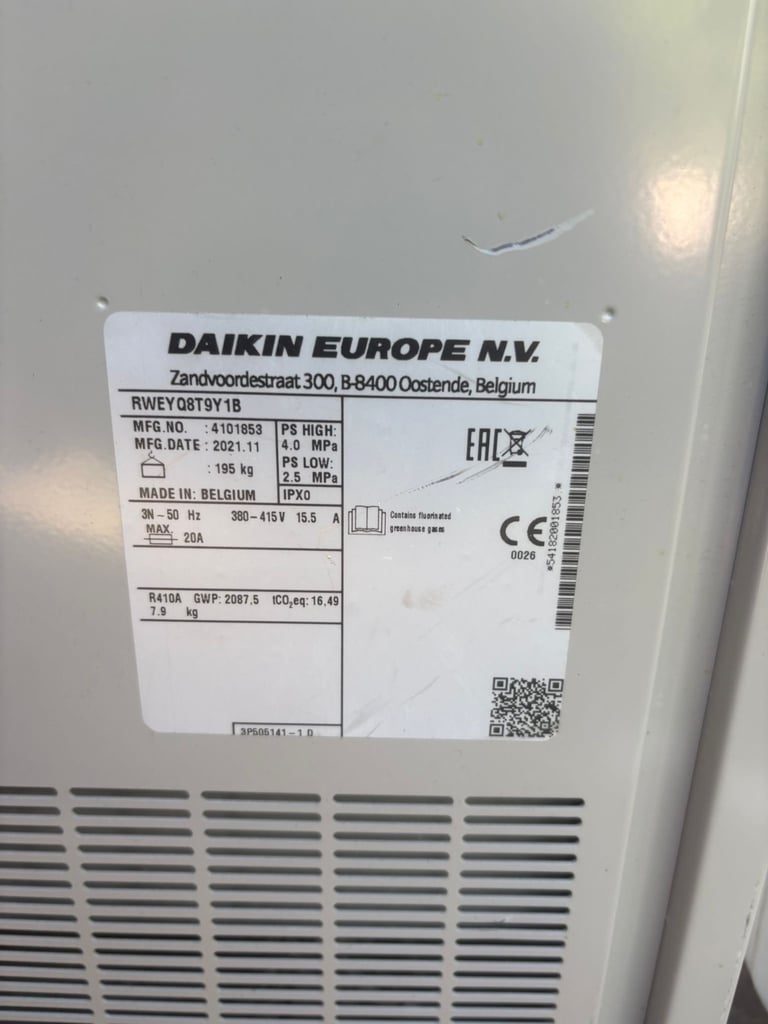 DAIKIN EUROPE N.V.
Zandvoordestraat 300, B-8400 Oostende, Belgium
RWEYQ8T9Y1B
MFG.NO. : 4101853
MFG.DATE : 2021.11
: 195 kg
MADE IN: BELGIUM
PS HIGH:
4.0 MPa
PS LOW:
2.5 MPa
IPX0
3N~50 Hz 380-415V 15.5 A
MAX. 20A
R410A GWP: 2087,5 tCO2eq: 16,49
7.9 kg
3P505141-1 D
EAC
Contains fluorinated
greenhouse gases
CE
0026
*54182001853.*